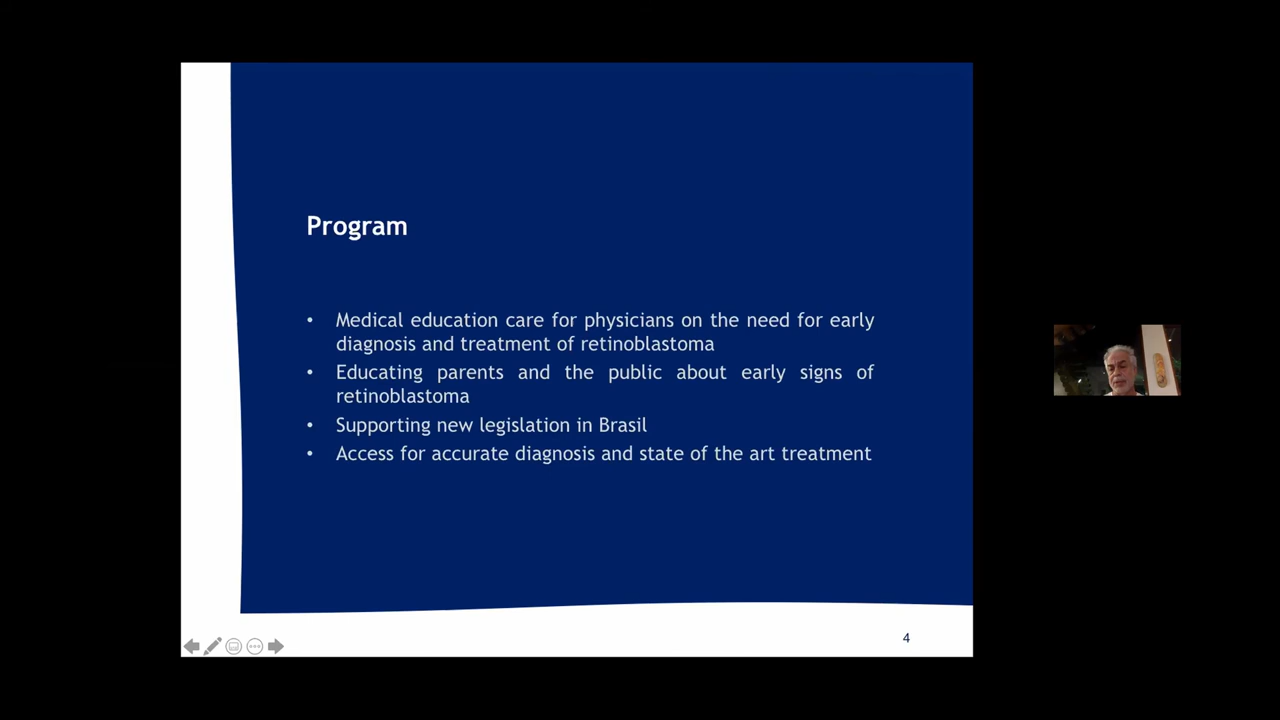 Program
• Medical education care for physicians on the need for early
diagnosis and treatment of retinoblastoma
• Educating parents and the public about early signs of
retinoblastoma
• Supporting new legislation in Brasil
• Access for accurate diagnosis and state of the art treatment
4